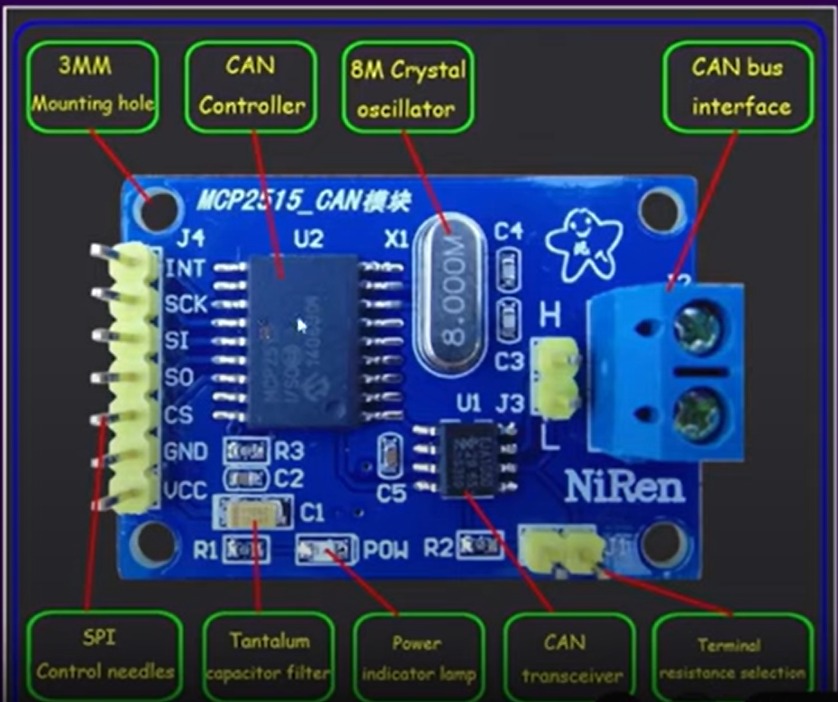 3MM
Mounting hole
CAN
Controller
8M Crystal
oscillator
CAN bus
interface
MCP2515_CAN模块
J4
U2
X1
C4
INT
SCK
SI
SO
CS
GND
VCC
8.000M
H
C3
U1 J3
L
R3
C2
C5
C1
NiRen
R1
POW
R2
J1
SPI
Control needles
Tantalum
capacitor filter
Power
indicator lamp
CAN
transceiver
Terminal
resistance selection